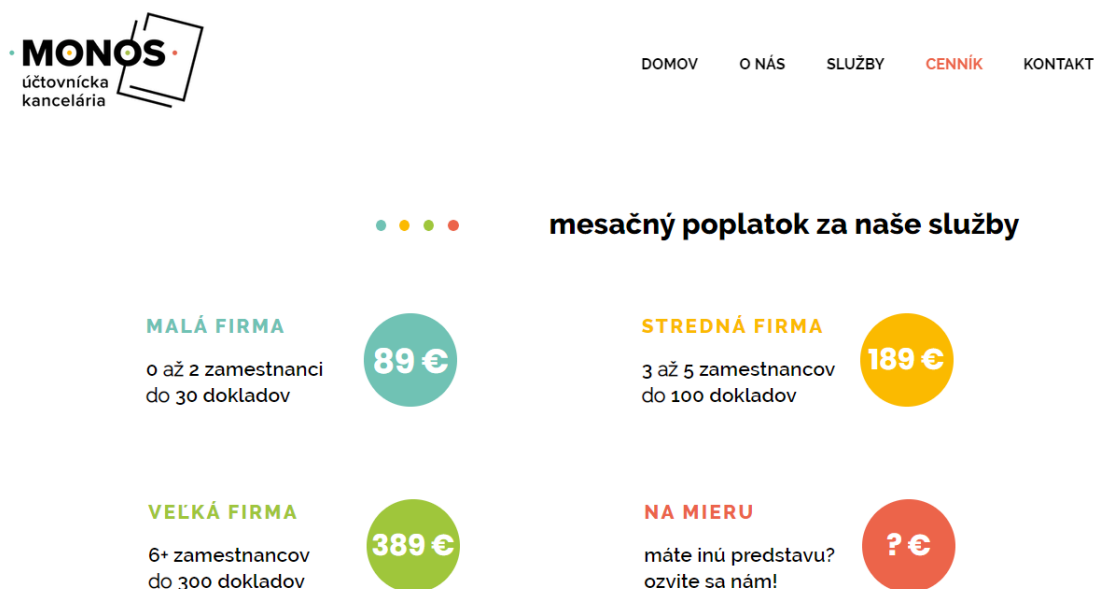 MONOS
účtovnícka
kancelária
DOMOV O NÁS SLUŽBY CENNÍK KONTAKT
mesačný poplatok za naše služby
MALÁ FIRMA
0 až 2 zamestnanci
do 30 dokladov
89 €
STREDNÁ FIRMA
3 až 5 zamestnancov
do 100 dokladov
189 €
VEĽKÁ FIRMA
6+ zamestnancov
do 300 dokladov
389 €
NA MIERU
máte inú predstavu?
ozvite sa nám!
? €